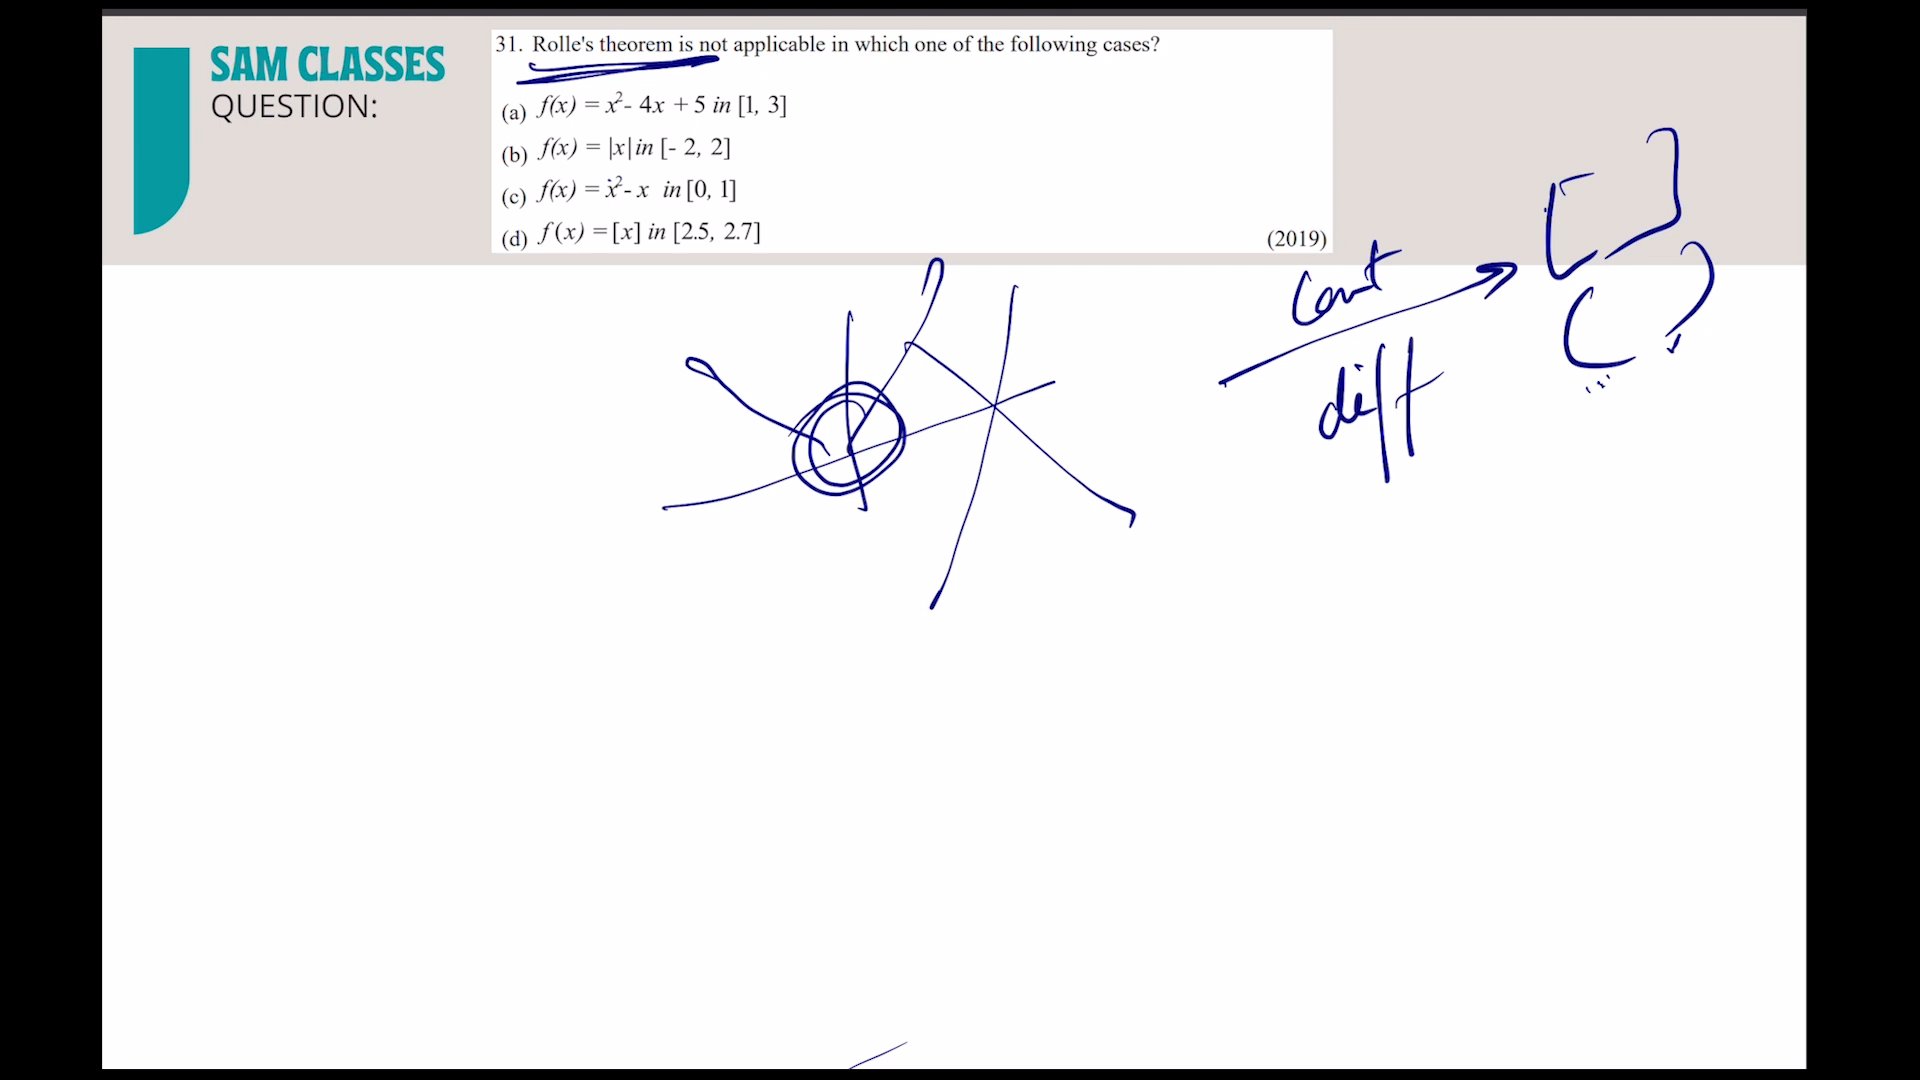 SAM CLASSES
QUESTION:
31. Rolle's theorem is not applicable in which one of the following cases?
(a) f(x) = x² - 4x + 5 in [1, 3]
(b) f(x) = |x| in [- 2, 2]
(c) f(x) = x² - x in [0, 1]
(d) f(x) = [x] in [2.5, 2.7]
(2019)
[ ]
cont
( )
diff